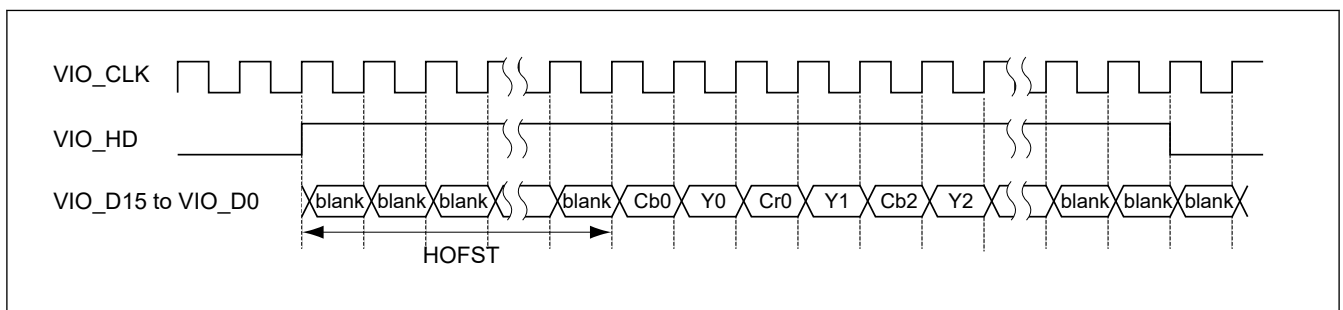 VIO_CLK
VIO_HD
VIO_D15 to VIO_D0 blank blank blank blank Cb0 Y0 Cr0 Y1 Cb2 Y2 blank blank blank
HOFST